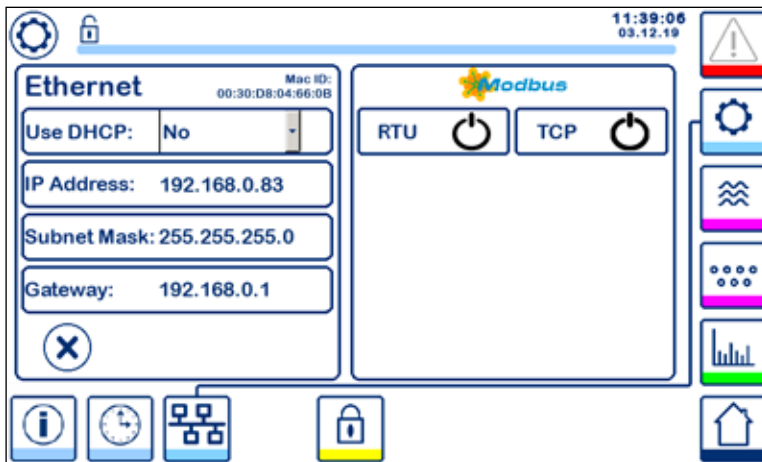 11:39:06
03.12.19
Ethernet
Mac ID:
00:30:D8:04:66:0B
Use DHCP: No
IP Address: 192.168.0.83
Subnet Mask: 255.255.255.0
Gateway: 192.168.0.1
Modbus
RTU TCP